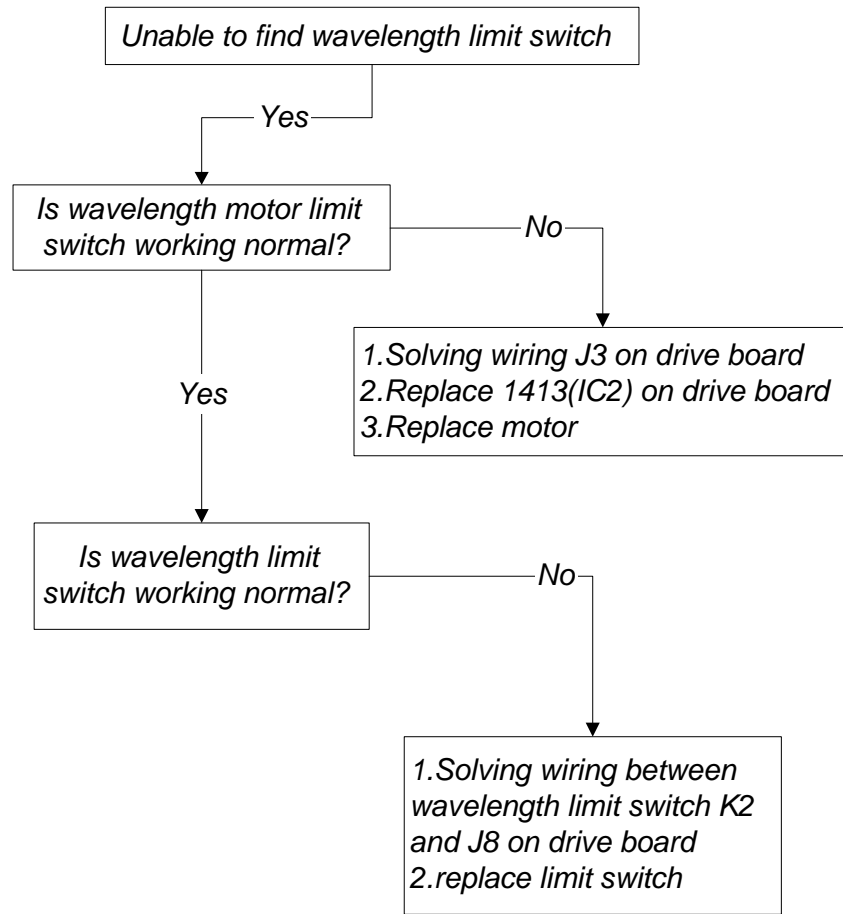 Unable to find wavelength limit switch
Yes
Is wavelength motor limit
switch working normal?
No
1.Solving wiring J3 on drive board
2.Replace 1413(IC2) on drive board
3.Replace motor
Yes
Is wavelength limit
switch working normal?
No
1.Solving wiring between
wavelength limit switch K2
and J8 on drive board
2.replace limit switch